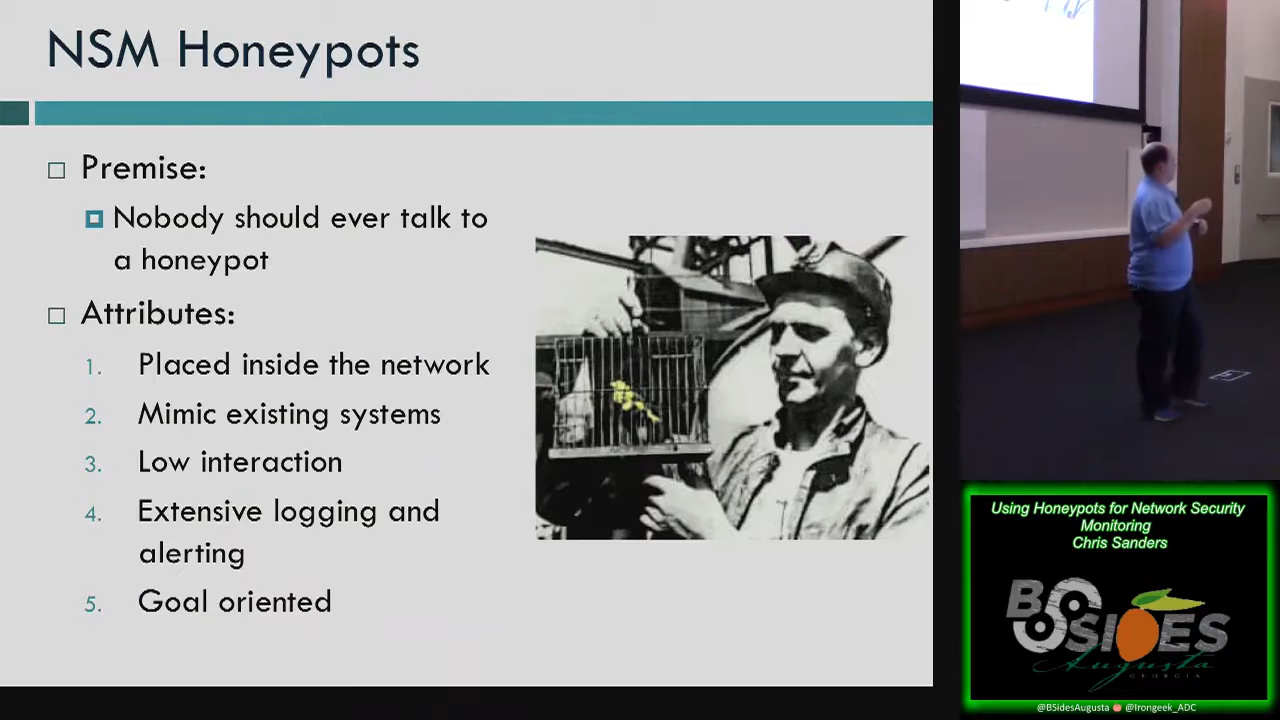 NSM Honeypots
Premise:
Nobody should ever talk to
a honeypot
Attributes:
1. Placed inside the network
2. Mimic existing systems
3. Low interaction
4. Extensive logging and
alerting
5. Goal oriented
Using Honeypots for Network Security
Monitoring
Chris Sanders
BSIDES
Augusta
GEORGIA
@BSidesAugusta @Irongeek_ADC